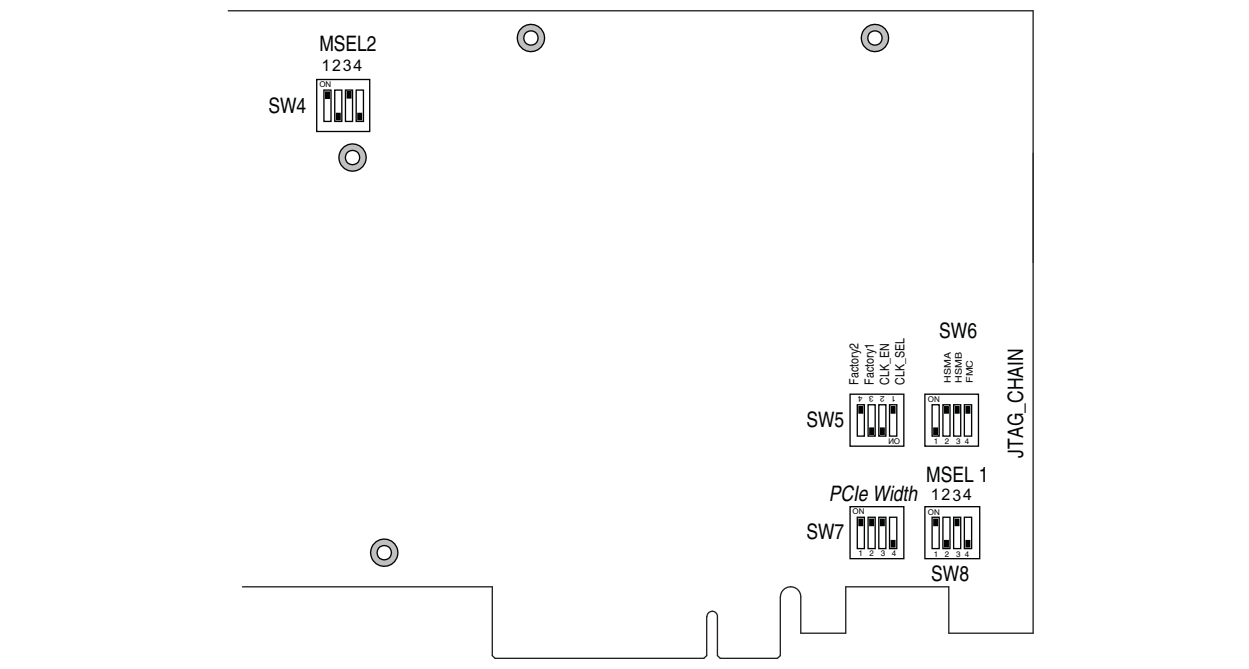 MSEL2
1234
ON
SW4
SW6
Factory2
Factory1
CLK_EN
CLK_SEL
HSMA
HSMB
FMC
JTAG_CHAIN
SW5
4 3 2 1
ON
ON
1 2 3 4
MSEL 1
PCIe Width
1234
SW7
ON
1 2 3 4
ON
1 2 3 4
SW8